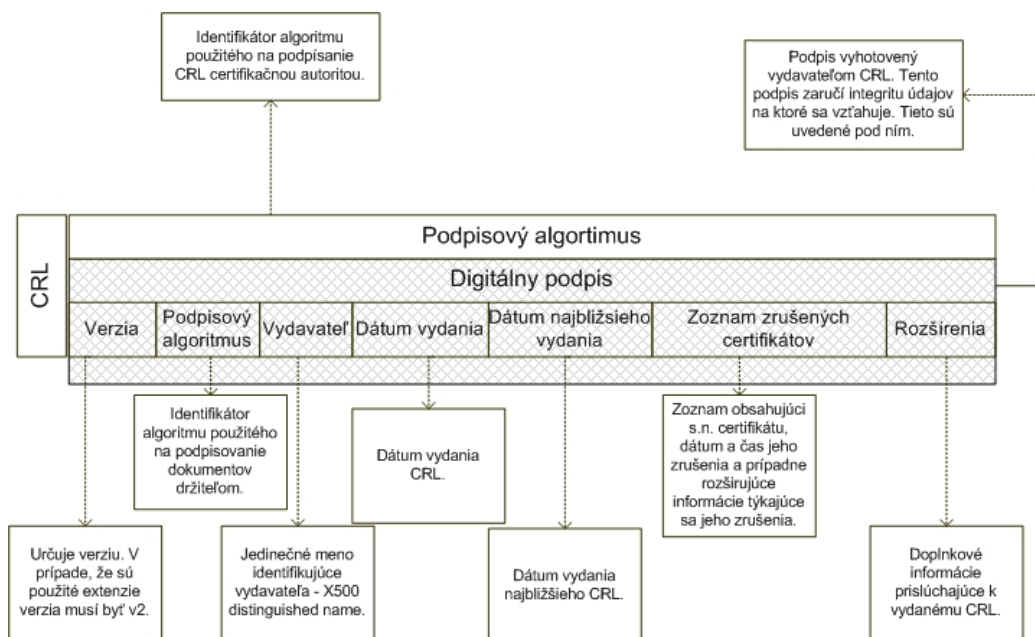 Identifikátor algoritmu
použitého na podpísanie
CRL certifikačnou autoritou.
Podpis vyhotovený
vydavateľom CRL. Tento
podpis zaručí integritu údajov
na ktoré sa vzťahuje. Tieto sú
uvedené pod ním.
CRL
Podpisový algortimus
Digitálny podpis
Verzia
Podpisový
algoritmus
Vydavateľ
Dátum vydania
Dátum najbližsieho
vydania
Zoznam zrušených
certifikátov
Rozšírenia
Identifikátor
algoritmu použitého
na podpisovanie
dokumentov
držiteľom.
Dátum vydania
CRL.
Zoznam obsahujúci
s.n. certifikátu,
dátum a čas jeho
zrušenia a prípadne
rozširujúce
informácie týkajúce
sa jeho zrušenia.
Určuje verziu. V
prípade, že sú
použité extenzie
verzia musí byť v2.
Jedinečné meno
identifikujúce
vydavateľa - X500
distinguished name.
Dátum vydania
najbližšieho CRL.
Doplnkové
informácie
prislúchajúce k
vydanému CRL.